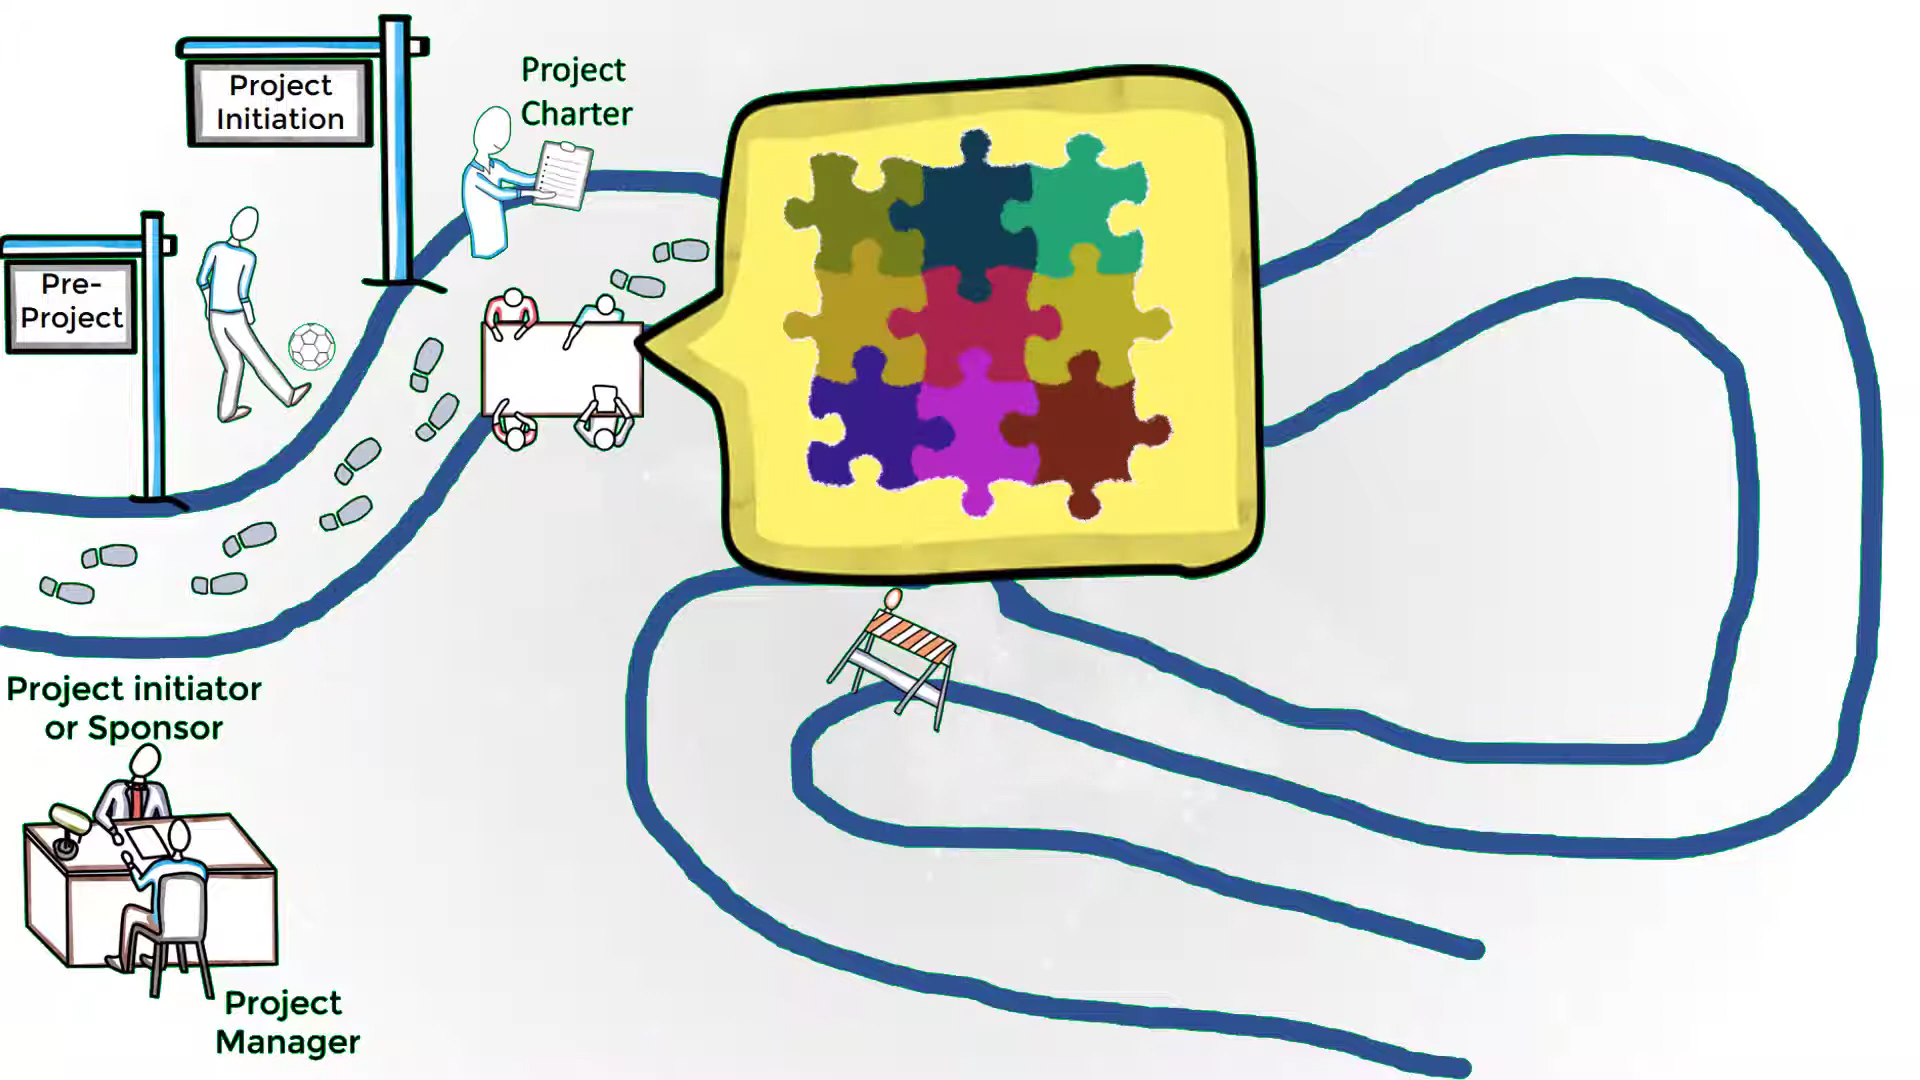 Project
Initiation
Project
Charter
Pre-
Project
Project initiator
or Sponsor
Project
Manager